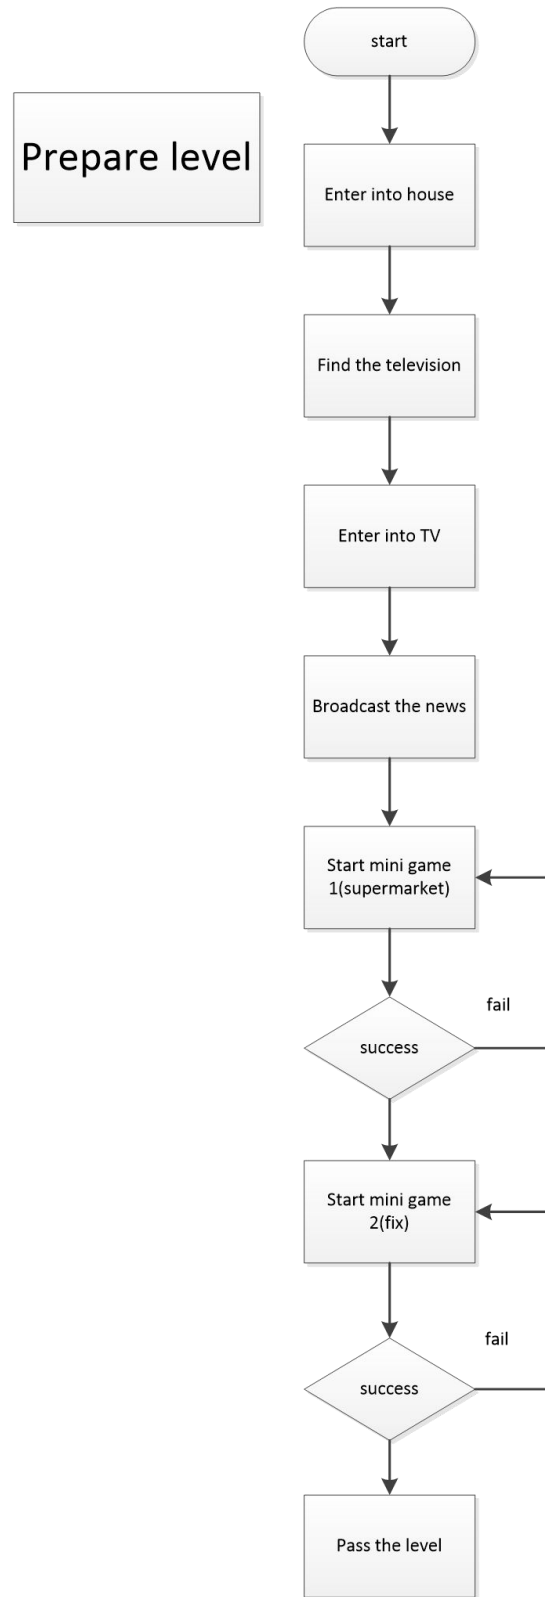 start
Prepare level
Enter into house
Find the television
Enter into TV
Broadcast the news
Start mini game
1(supermarket)
fail
success
Start mini game
2(fix)
fail
success
Pass the level